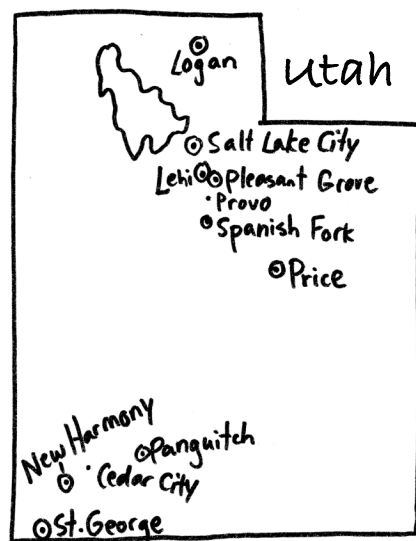 Logan
Utah
Salt Lake City
Lehi Pleasant Grove
Provo
Spanish Fork
Price
New Harmony
Panguitch
Cedar City
St. George